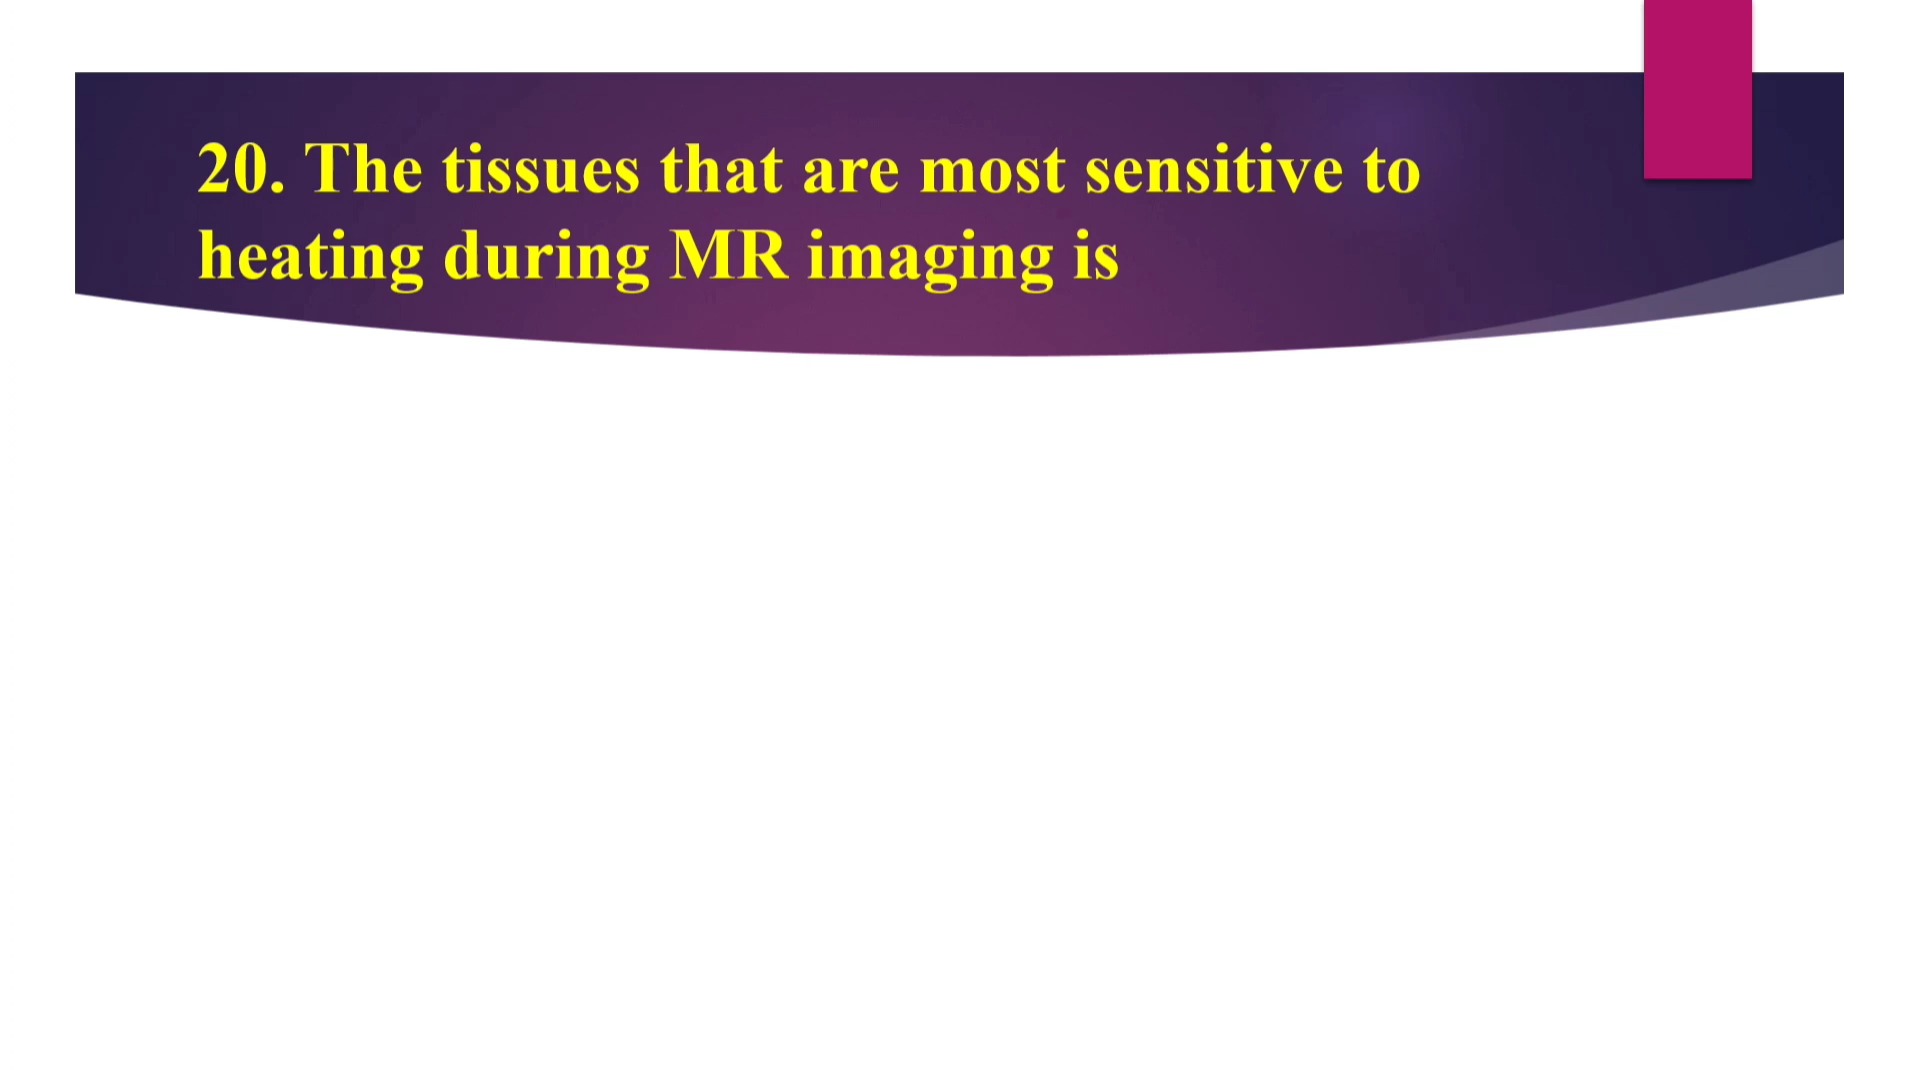 20. The tissues that are most sensitive to
heating during MR imaging is